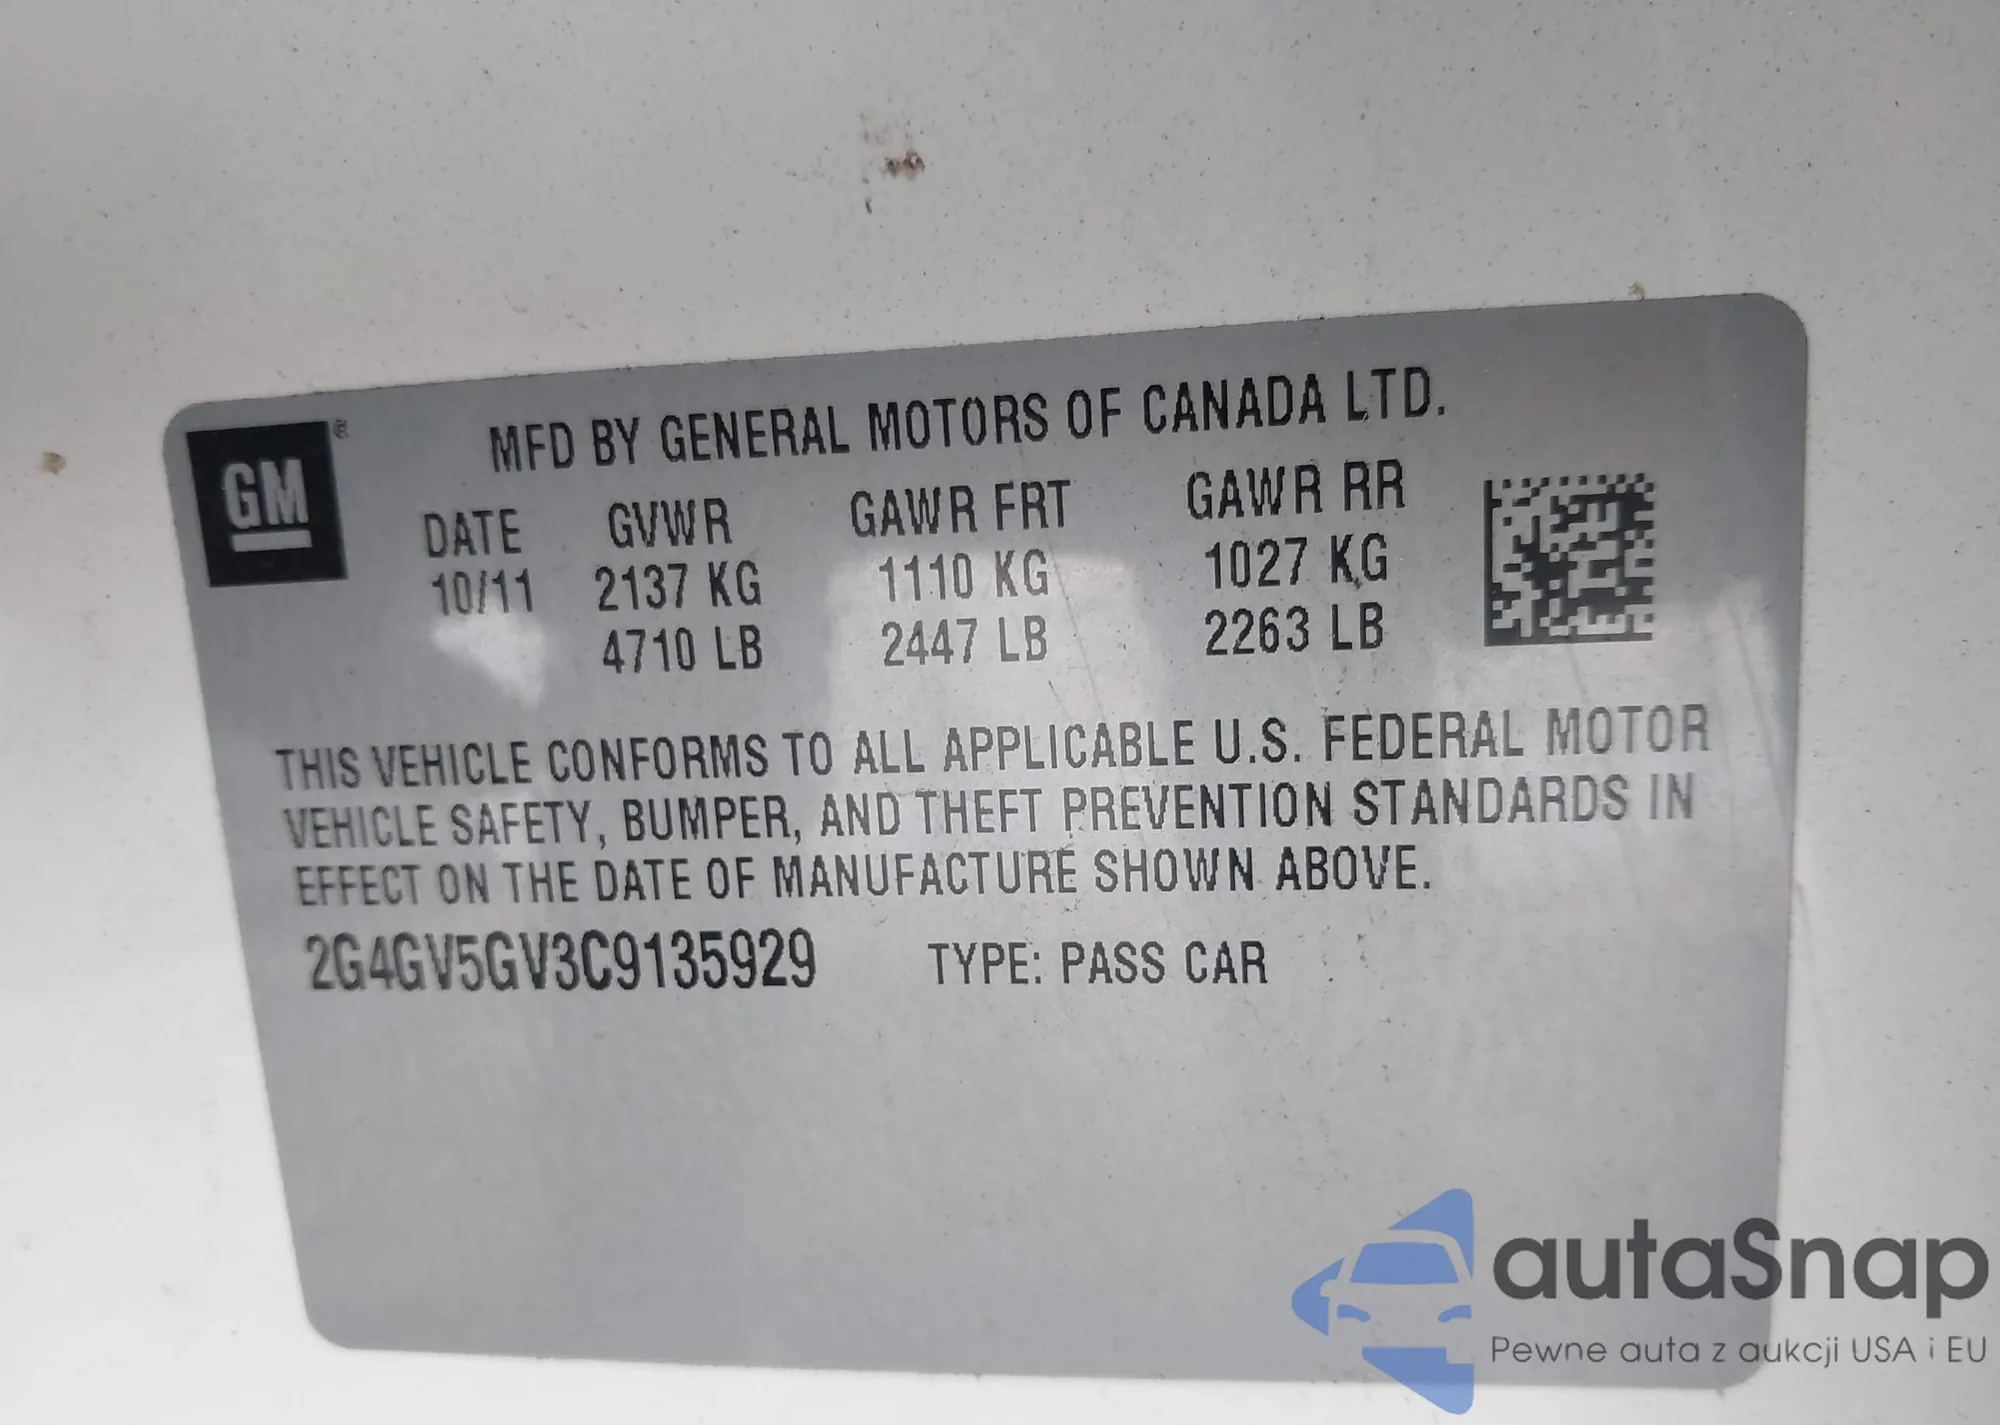 GM ®
MFD BY GENERAL MOTORS OF CANADA LTD.
DATE GVWR GAWR FRT GAWR RR
10/11 2137 KG 1110 KG 1027 KG
4710 LB 2447 LB 2263 LB
THIS VEHICLE CONFORMS TO ALL APPLICABLE U.S. FEDERAL MOTOR
VEHICLE SAFETY, BUMPER, AND THEFT PREVENTION STANDARDS IN
EFFECT ON THE DATE OF MANUFACTURE SHOWN ABOVE.
2G4GV5GV3C9135929 TYPE: PASS CAR
autaSnap
Pewne auta z aukcji USA i EU